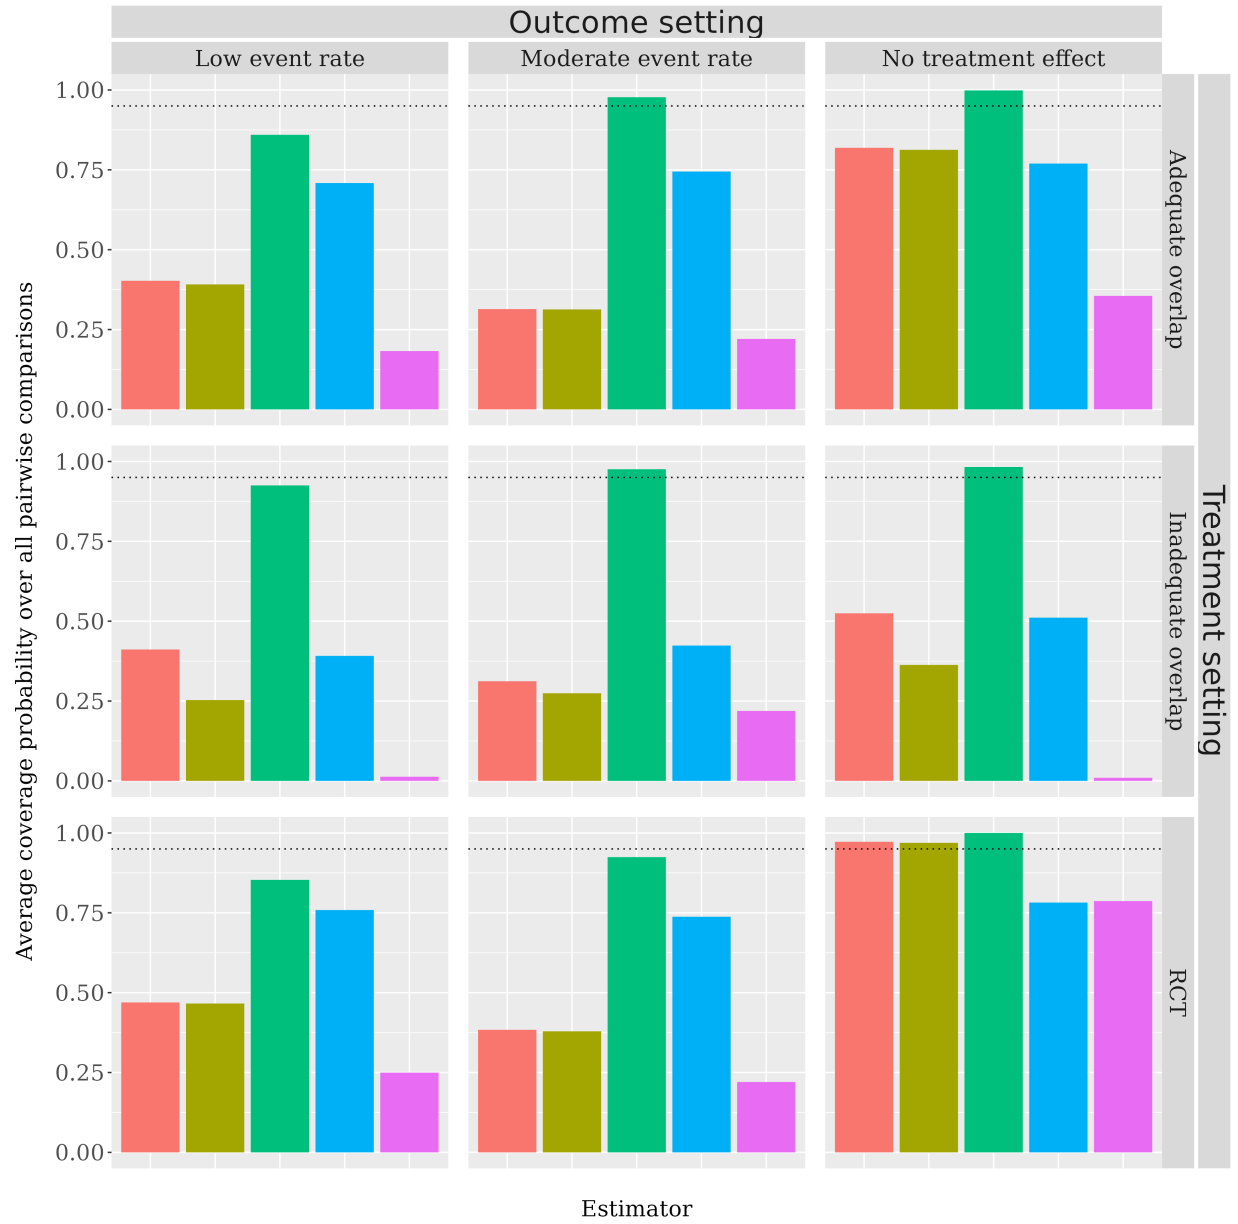 Outcome setting
Low event rate
Moderate event rate
No treatment effect
Average coverage probability over all pairwise comparisons
1.00
0.75
0.50
0.25
0.00
Adequate overlap
1.00
0.75
0.50
0.25
0.00
Inadequate overlap
1.00
0.75
0.50
0.25
0.00
RCT
Treatment setting
Estimator